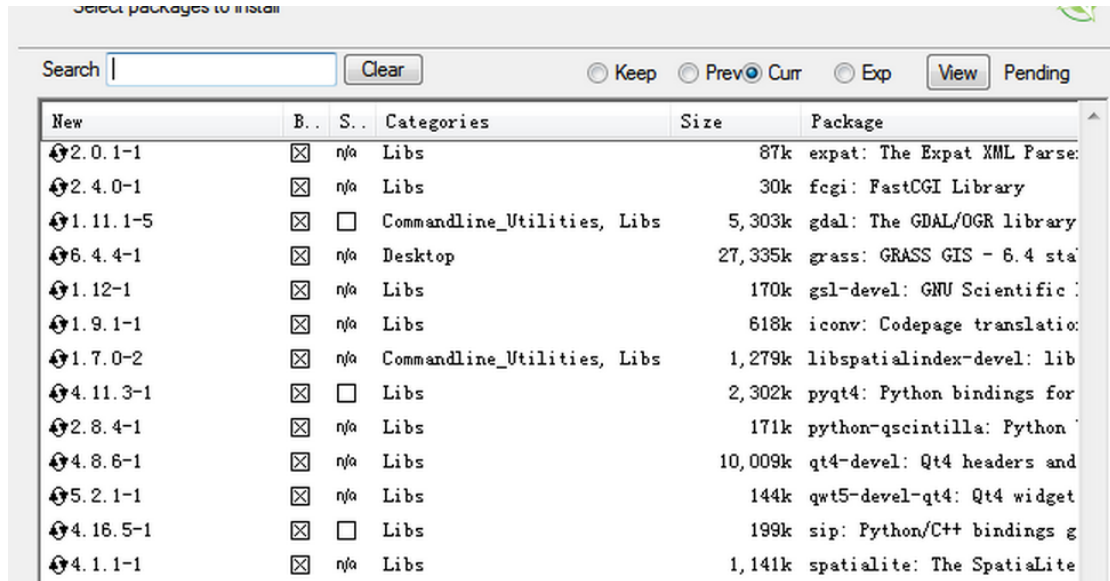 Select packages to install
Search Clear Keep Prev Curr Exp View Pending
New B.. S.. Categories Size Package
2.0.1-1 n/a Libs 87k expat: The Expat XML Parse
2.4.0-1 n/a Libs 30k fcgi: FastCGI Library
1.11.1-5 Commandline_Utilities, Libs 5,303k gdal: The GDAL/OGR library
6.4.4-1 n/a Desktop 27,335k grass: GRASS GIS - 6.4 sta
1.12-1 n/a Libs 170k gsl-devel: GNU Scientific
1.9.1-1 n/a Libs 618k iconv: Codepage translatio
1.7.0-2 n/a Commandline_Utilities, Libs 1,279k libspatialindex-devel: lib
4.11.3-1 Libs 2,302k pyqt4: Python bindings for
2.8.4-1 n/a Libs 171k python-qscintilla: Python
4.8.6-1 n/a Libs 10,009k qt4-devel: Qt4 headers and
5.2.1-1 n/a Libs 144k qwt5-devel-qt4: Qt4 widget
4.16.5-1 Libs 199k sip: Python/C++ bindings g
4.1.1-1 n/a Libs 1,141k spatialite: The SpatiaLite